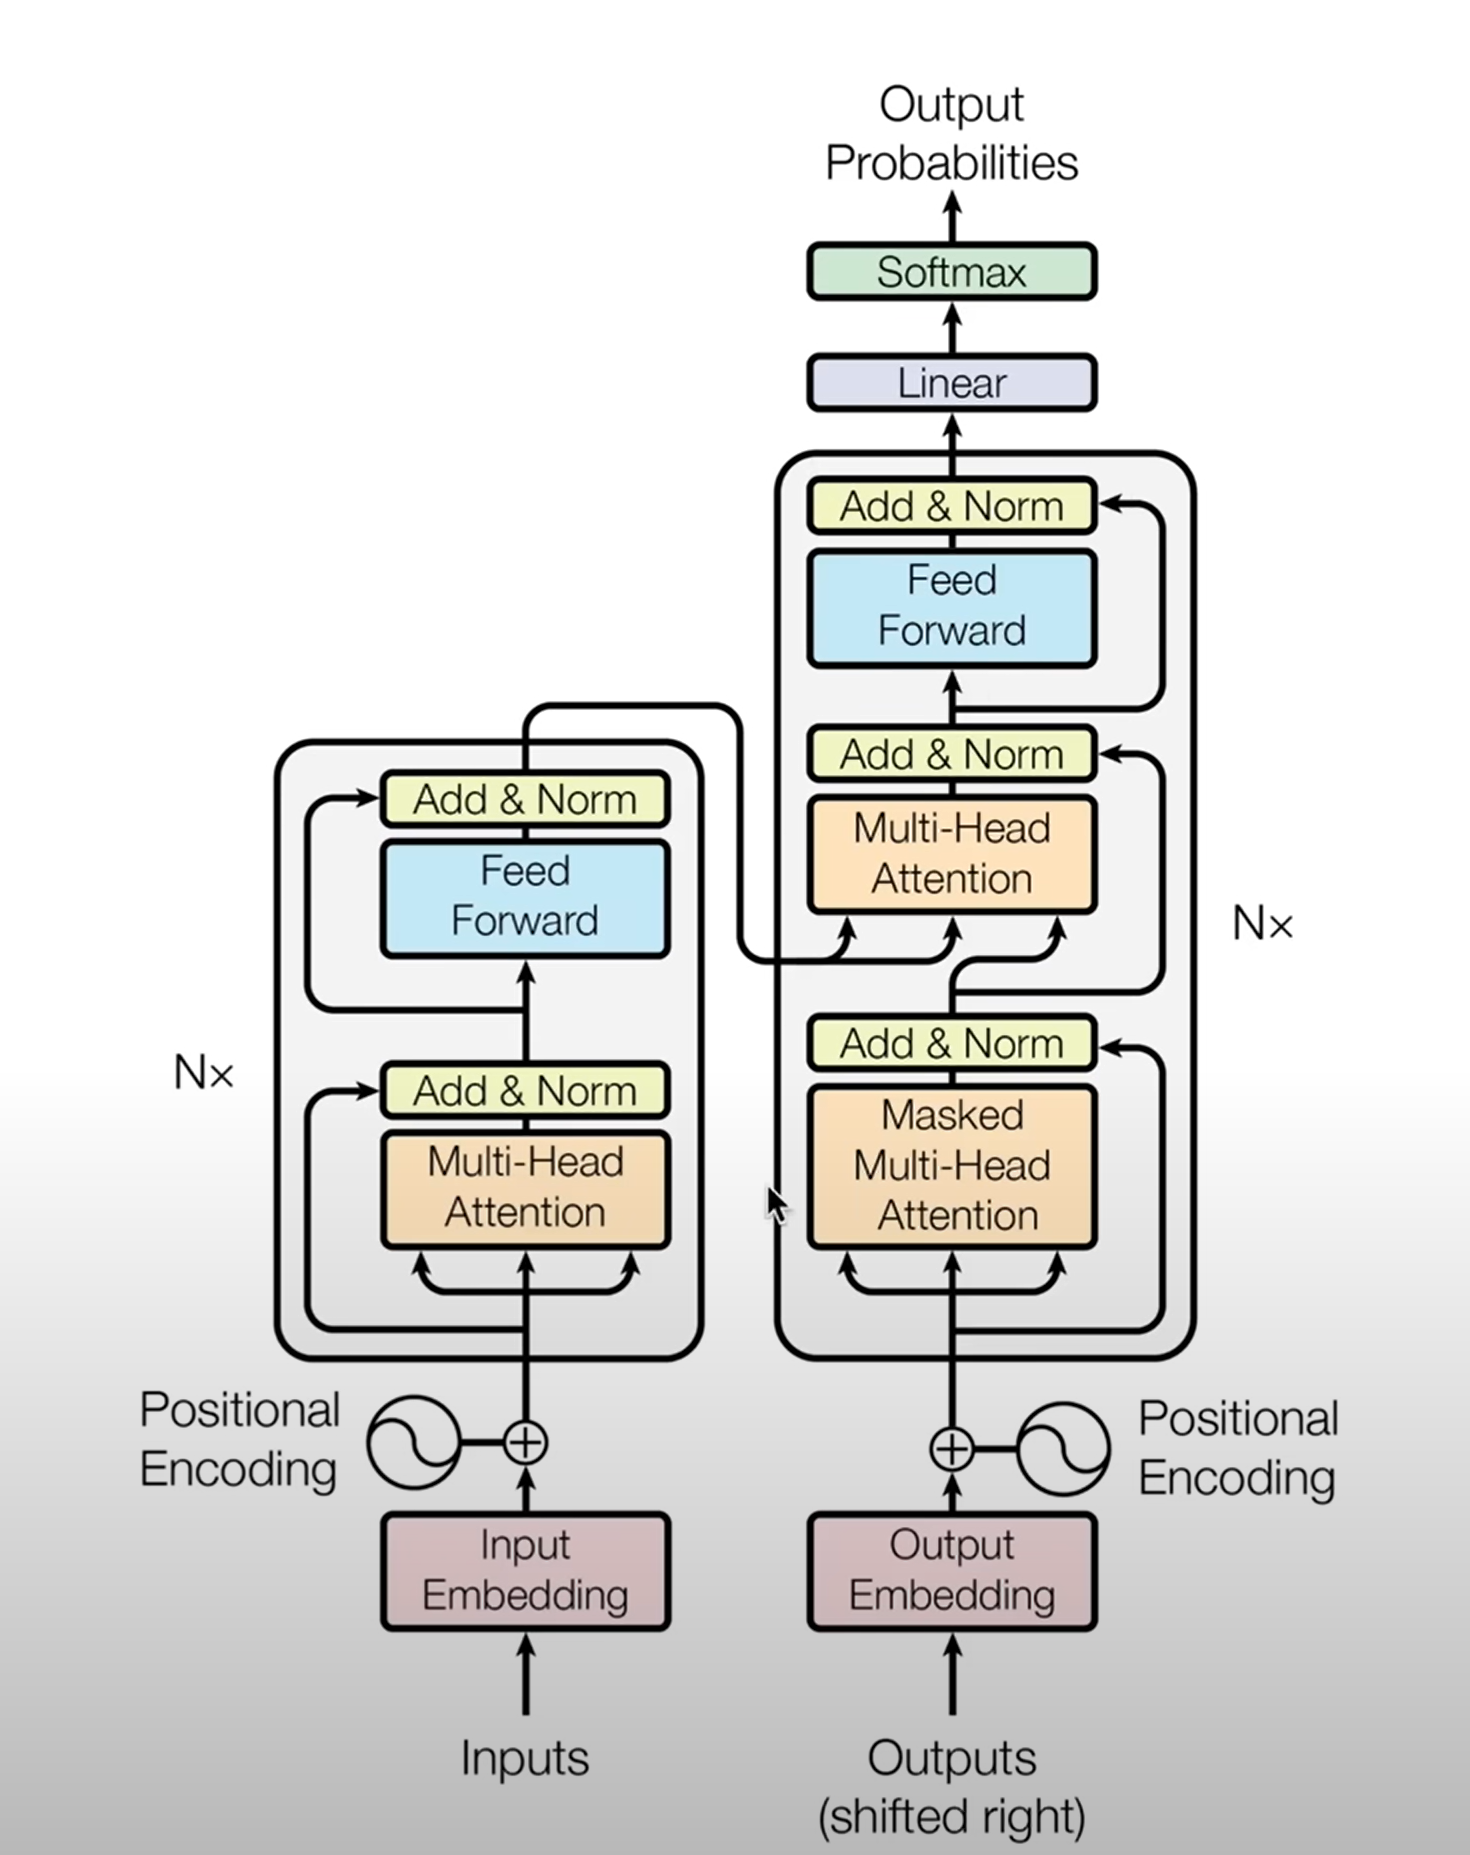 Output
Probabilities
Softmax
Linear
Add & Norm
Feed
Forward
Add & Norm
Multi-Head
Attention
Add & Norm
Masked
Multi-Head
Attention
N×
Add & Norm
Feed
Forward
Add & Norm
Multi-Head
Attention
N×
Positional
Encoding
Positional
Encoding
Input
Embedding
Output
Embedding
Inputs
Outputs
(shifted right)